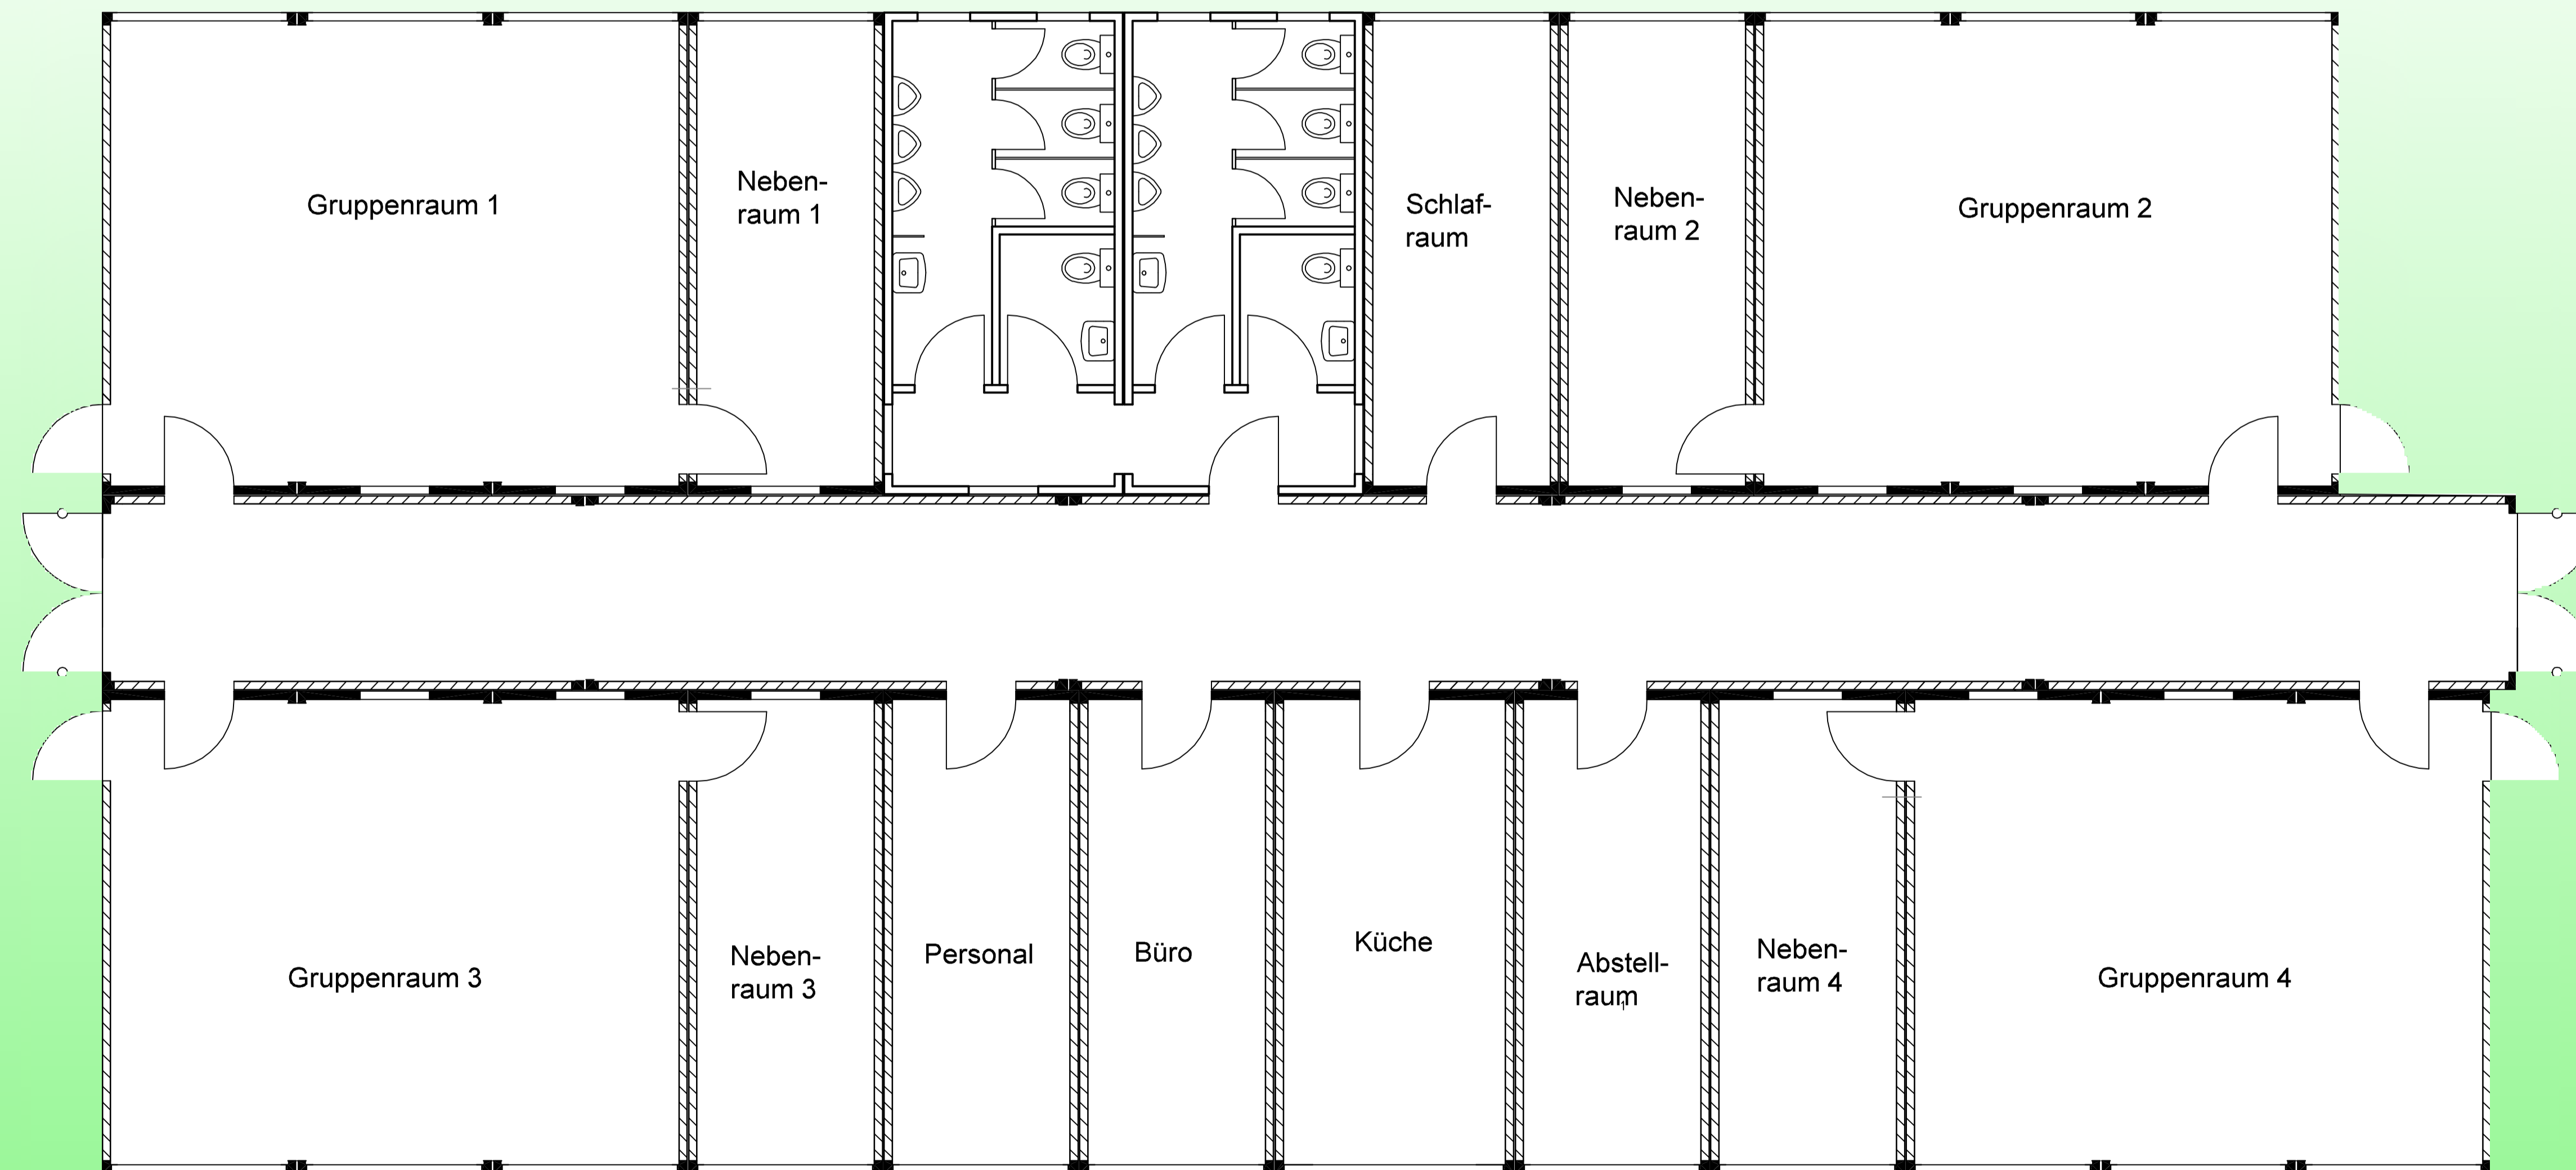 Gruppenraum 1
Neben-
raum 1
Schlaf-
raum
Neben-
raum 2
Gruppenraum 2
Gruppenraum 3
Neben-
raum 3
Personal
Büro
Küche
Abstell-
raum
Neben-
raum 4
Gruppenraum 4